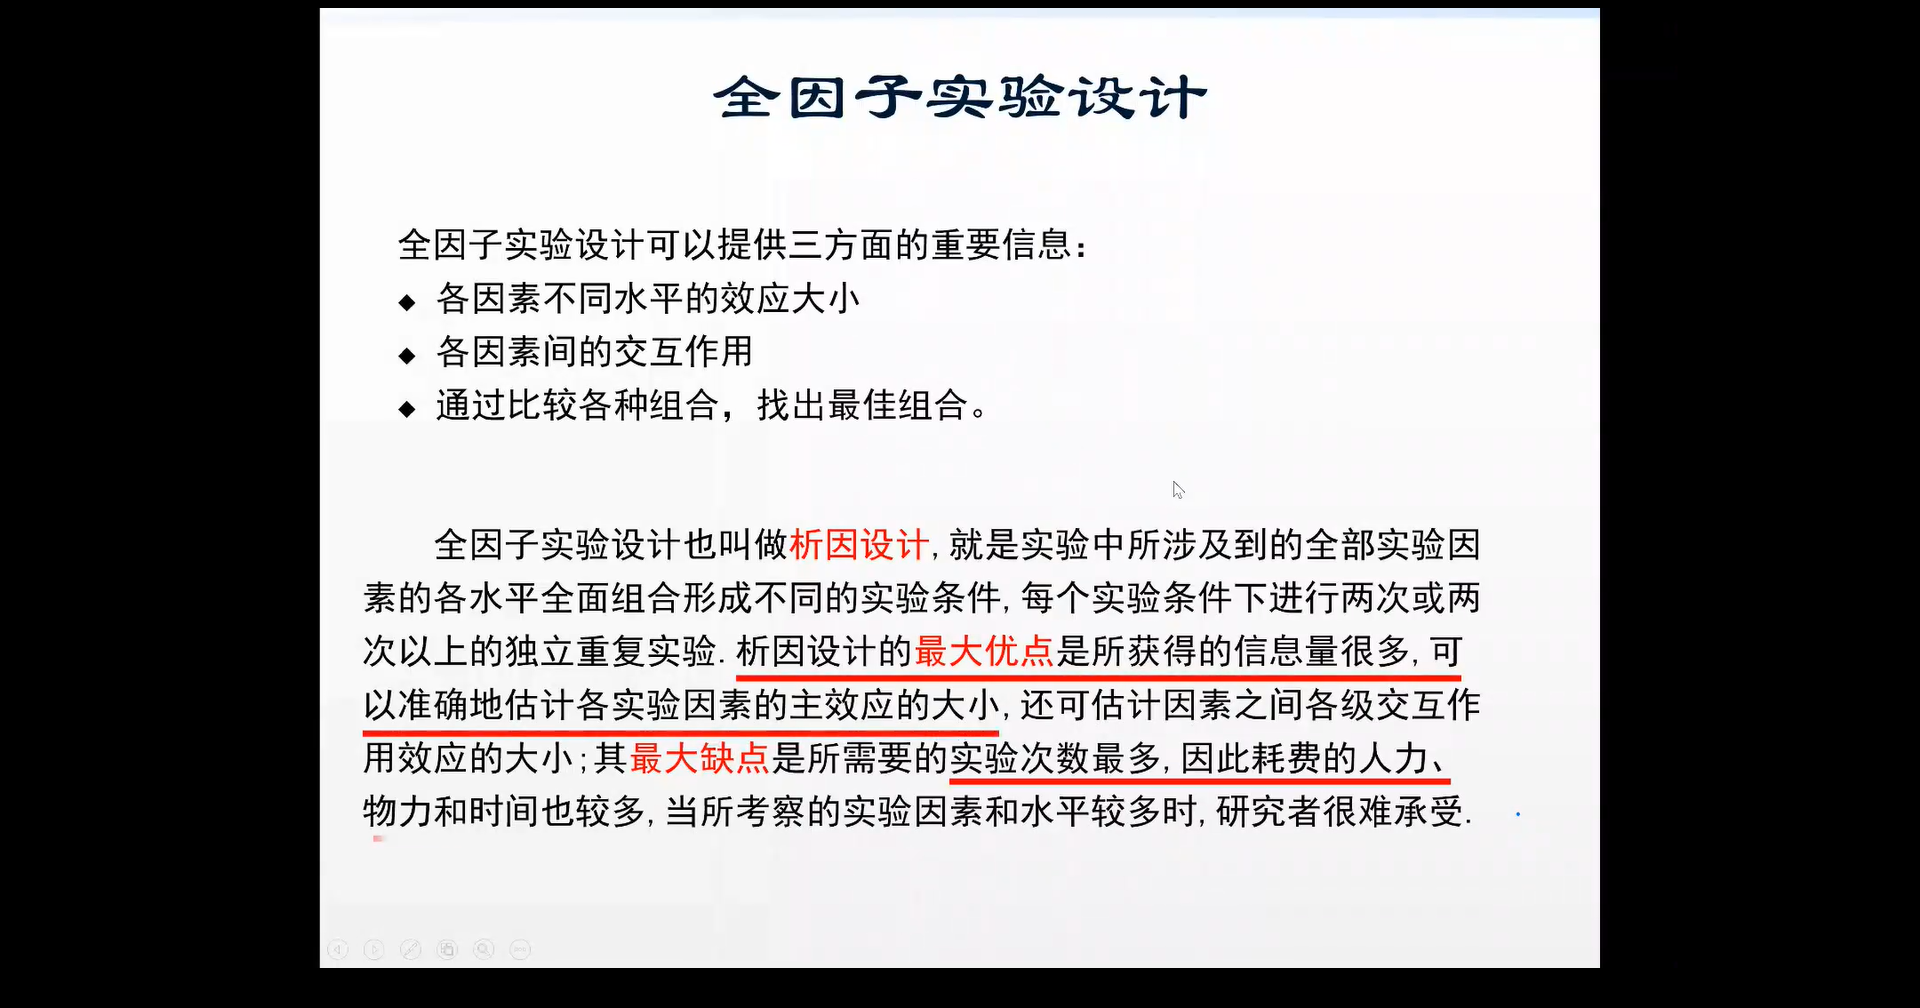 全因子实验设计
全因子实验设计可以提供三方面的重要信息：
◆ 各因素不同水平的效应大小
◆ 各因素间的交互作用
◆ 通过比较各种组合，找出最佳组合。
全因子实验设计也叫做析因设计,就是实验中所涉及到的全部实验因
素的各水平全面组合形成不同的实验条件,每个实验条件下进行两次或两
次以上的独立重复实验.析因设计的最大优点是所获得的信息量很多,可
以准确地估计各实验因素的主效应的大小,还可估计因素之间各级交互作
用效应的大小;其最大缺点是所需要的实验次数最多,因此耗费的人力、
物力和时间也较多,当所考察的实验因素和水平较多时,研究者很难承受.